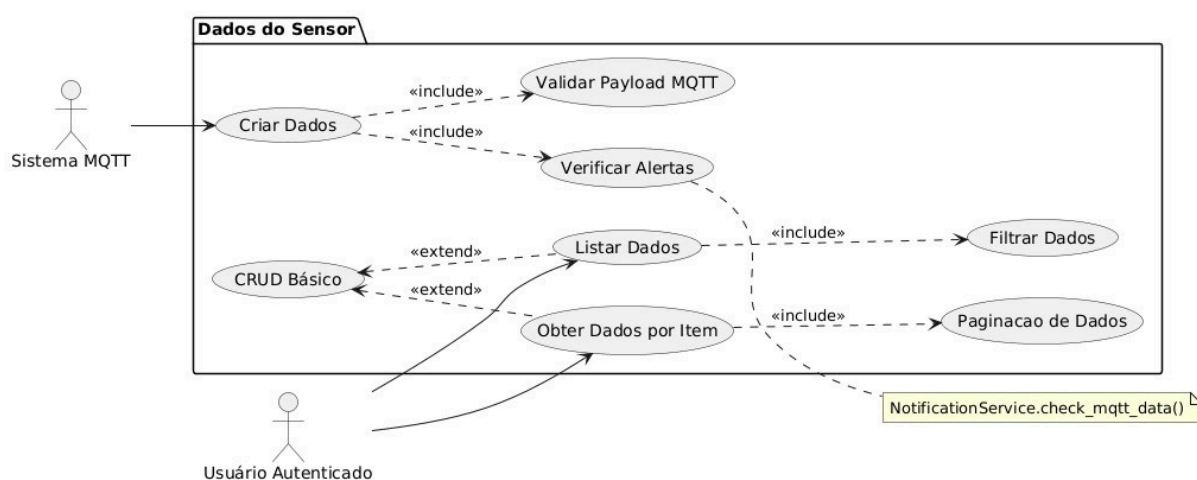 Dados do Sensor
Validar Payload MQTT
«include»
Criar Dados
«include»
Sistema MQTT
Verificar Alertas
«include»
Filtrar Dados
Listar Dados
«extend»
CRUD Básico
«extend»
«include»
Paginacao de Dados
Obter Dados por Item
NotificationService.check_mqtt_data()
Usuário Autenticado